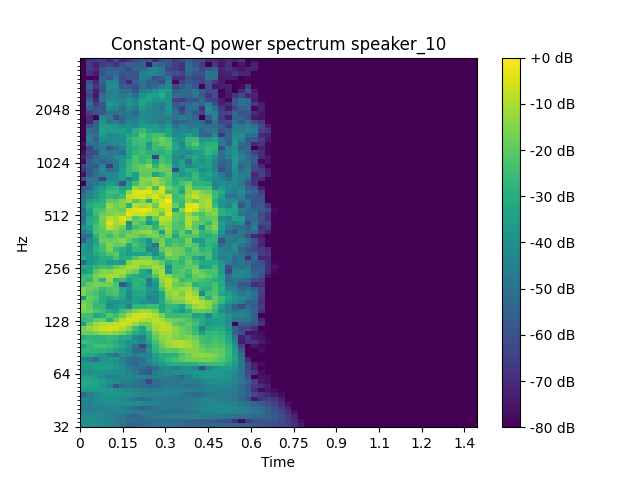 Constant-Q power spectrum speaker_10
Hz
2048
1024
512
256
128
64
32
0 0.15 0.3 0.45 0.6 0.75 0.9 1.1 1.2 1.4
Time
+0 dB
-10 dB
-20 dB
-30 dB
-40 dB
-50 dB
-60 dB
-70 dB
-80 dB